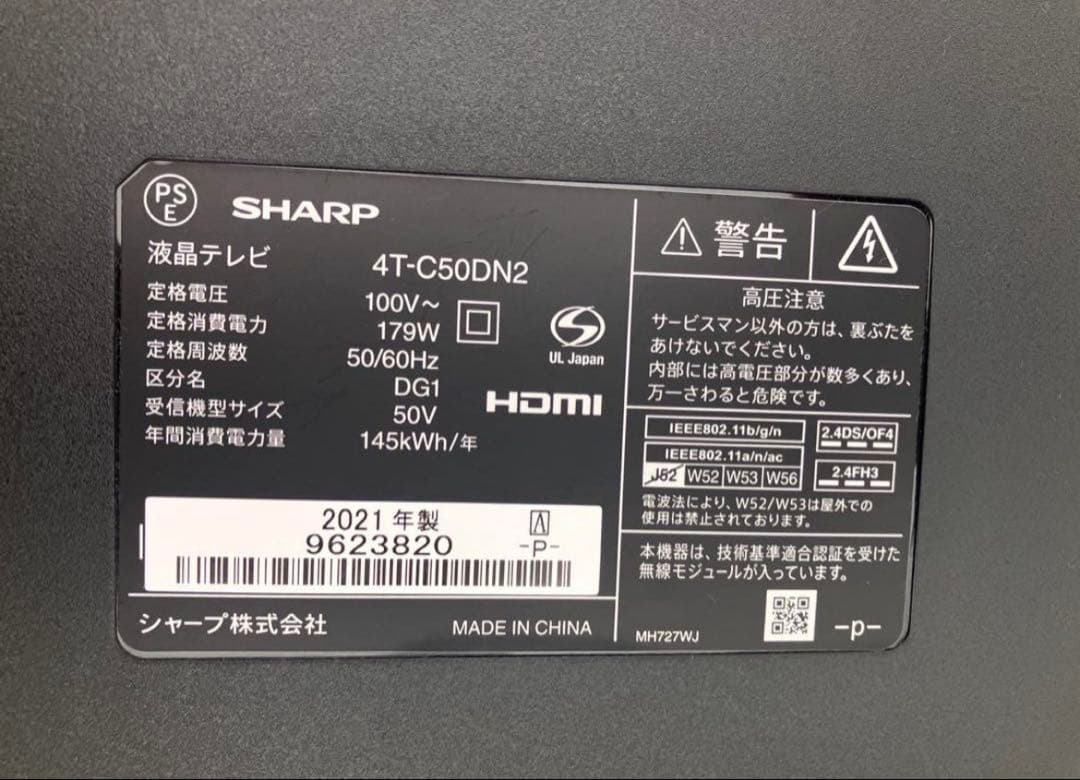 PS
E
SHARP
液晶テレビ 4T-C50DN2
定格電圧 100V~
定格消費電力 179W
定格周波数 50/60Hz
区分名 DG1
受信機型サイズ 50V
年間消費電力量 145kWh/年
UL Japan
HDMI
2021年製 A
9623820 -P-
シャープ株式会社 MADE IN CHINA
警告
高圧注意
サービスマン以外の方は、裏ぶたを
あけないでください。
内部には高電圧部分が数多くあり、
万一さわると危険です。
IEEE802.11b/g/n
IEEE802.11a/n/ac
J52 W52 W53 W56
2.4DS/OF4
2.4FH3
電波法により、W52/W53は屋外での
使用は禁止されております。
本機器は、技術基準適合認証を受けた
無線モジュールが入っています。
MH727WJ -p-